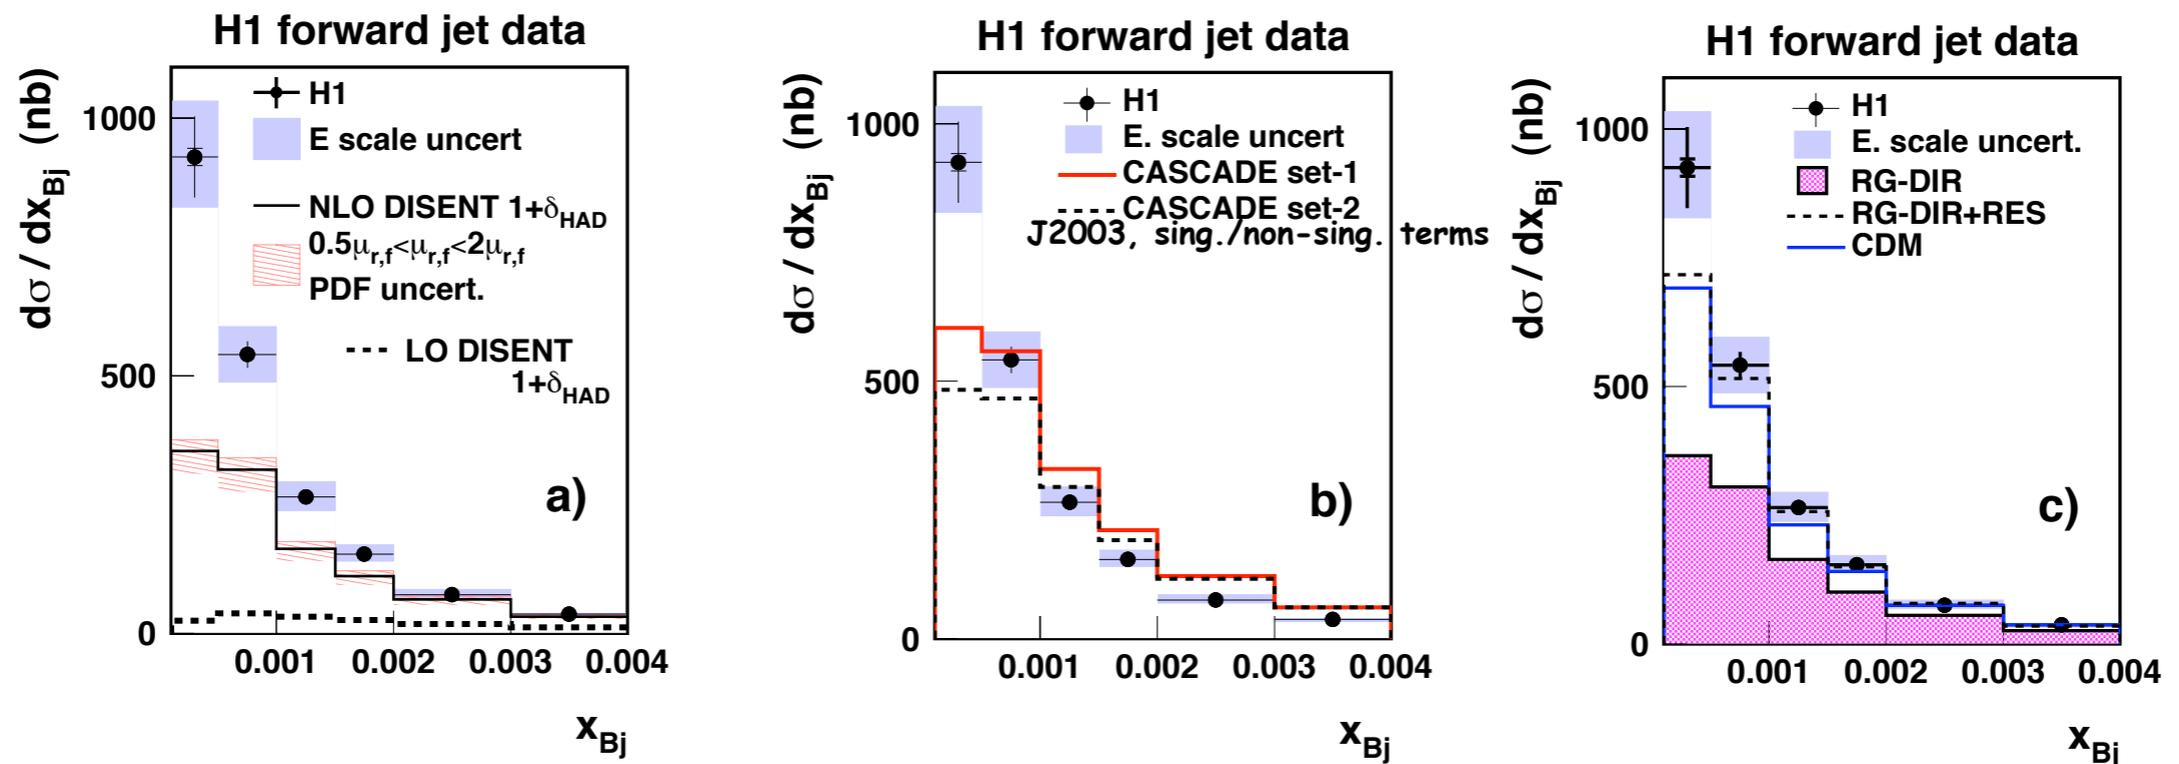 H1 forward jet data
dσ / dx_Bj (nb)
1000
500
0
H1
E scale uncert
NLO DISENT 1+δ_HAD
0.5μ_r,f<μ_r,f<2μ_r,f
PDF uncert.
LO DISENT
1+δ_HAD
a)
0.001 0.002 0.003 0.004
x_Bj
H1 forward jet data
dσ / dx_Bj (nb)
1000
500
0
H1
E. scale uncert
CASCADE set-1
CASCADE set-2
J2003, sing./non-sing. terms
b)
0.001 0.002 0.003 0.004
x_Bj
H1 forward jet data
dσ / dx_Bj (nb)
1000
500
0
H1
E. scale uncert.
RG-DIR
RG-DIR+RES
CDM
c)
0.001 0.002 0.003 0.004
x_Bj